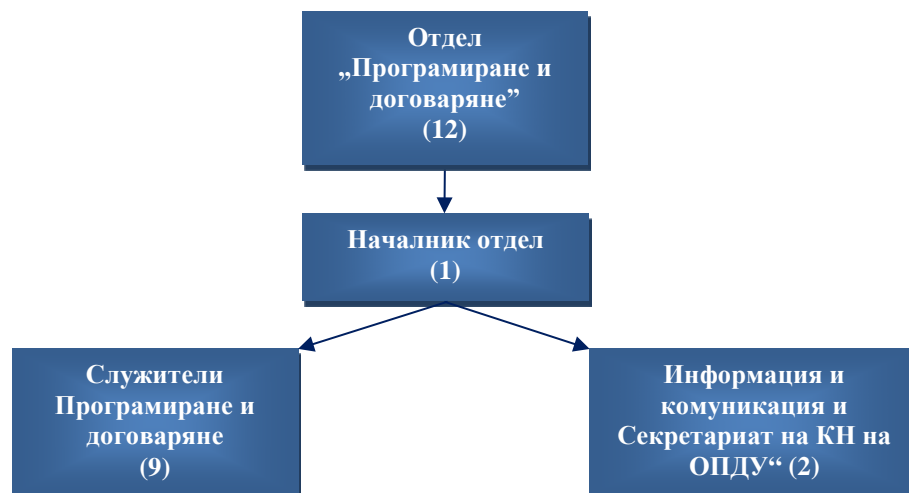 Отдел
„Програмиране и
договаряне”
(12)
Началник отдел
(1)
Служители
Програмиране и
договаряне
(9)
Информация и
комуникация и
Секретариат на КН на
ОПДУ“ (2)